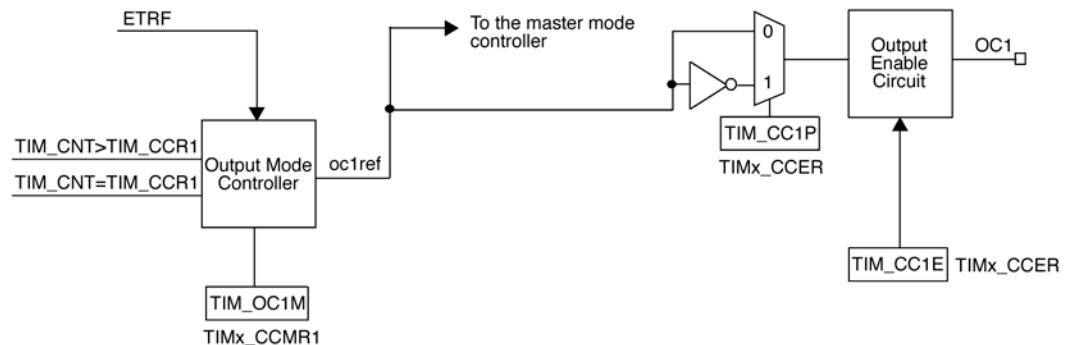 ETRF
To the master mode
controller
0
1
Output
Enable
Circuit
OC1
TIM_CNT>TIM_CCR1
TIM_CNT=TIM_CCR1
Output Mode
Controller
oc1ref
TIM_CC1P
TIMx_CCER
TIM_CC1E
TIMx_CCER
TIM_OC1M
TIMx_CCMR1